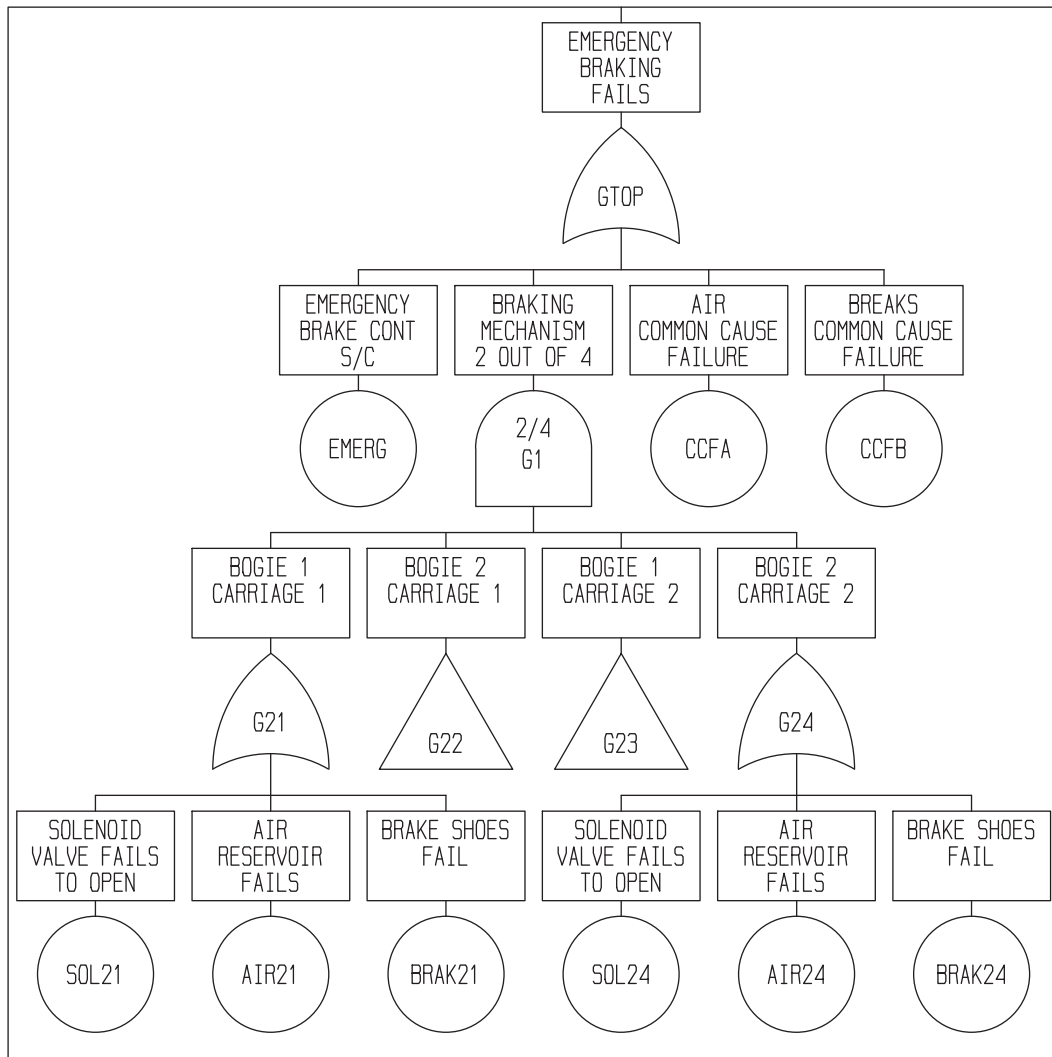 EMERGENCY
BRAKING
FAILS
GTOP
EMERGENCY
BRAKE CONT
S/C
BRAKING
MECHANISM
2 OUT OF 4
AIR
COMMON CAUSE
FAILURE
BREAKS
COMMON CAUSE
FAILURE
EMERG
2/4
G1
CCFA
CCFB
BOGIE 1
CARRIAGE 1
BOGIE 2
CARRIAGE 1
BOGIE 1
CARRIAGE 2
BOGIE 2
CARRIAGE 2
G21
G22
G23
G24
SOLENOID
VALVE FAILS
TO OPEN
AIR
RESERVOIR
FAILS
BRAKE SHOES
FAIL
SOLENOID
VALVE FAILS
TO OPEN
AIR
RESERVOIR
FAILS
BRAKE SHOES
FAIL
SOL21
AIR21
BRAK21
SOL24
AIR24
BRAK24